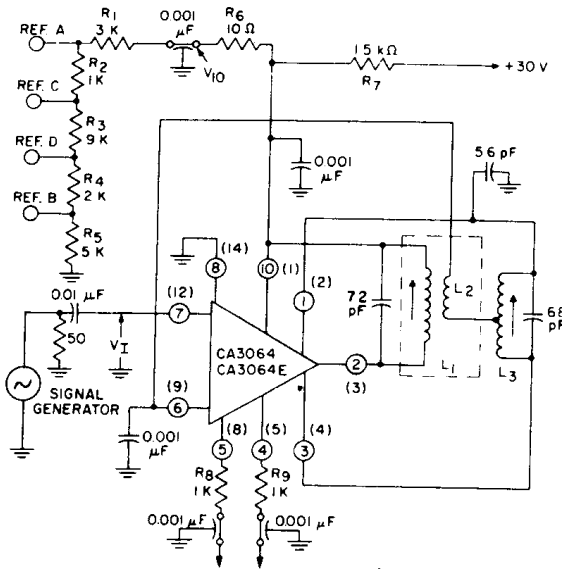 REF. A
R1
3 K
0.001
μF
R6
10 Ω
V10
1.5 kΩ
R7
+30 V
R2
1K
REF. C
R3
9 K
REF. D
R4
2 K
REF. B
R5
5 K
0.001
μF
56 pF
(14)
8
10
(1)
(2)
1
72
pF
L2
68
pF
L1
L3
0.01 μF
(12)
7
50
VI
CA3064
CA3064E
2
(3)
SIGNAL
GENERATOR
(9)
6
0.001
μF
(8)
5
(5)
4
(4)
3
R8
1 K
R9
1K
0.001 μF
0.001 μF